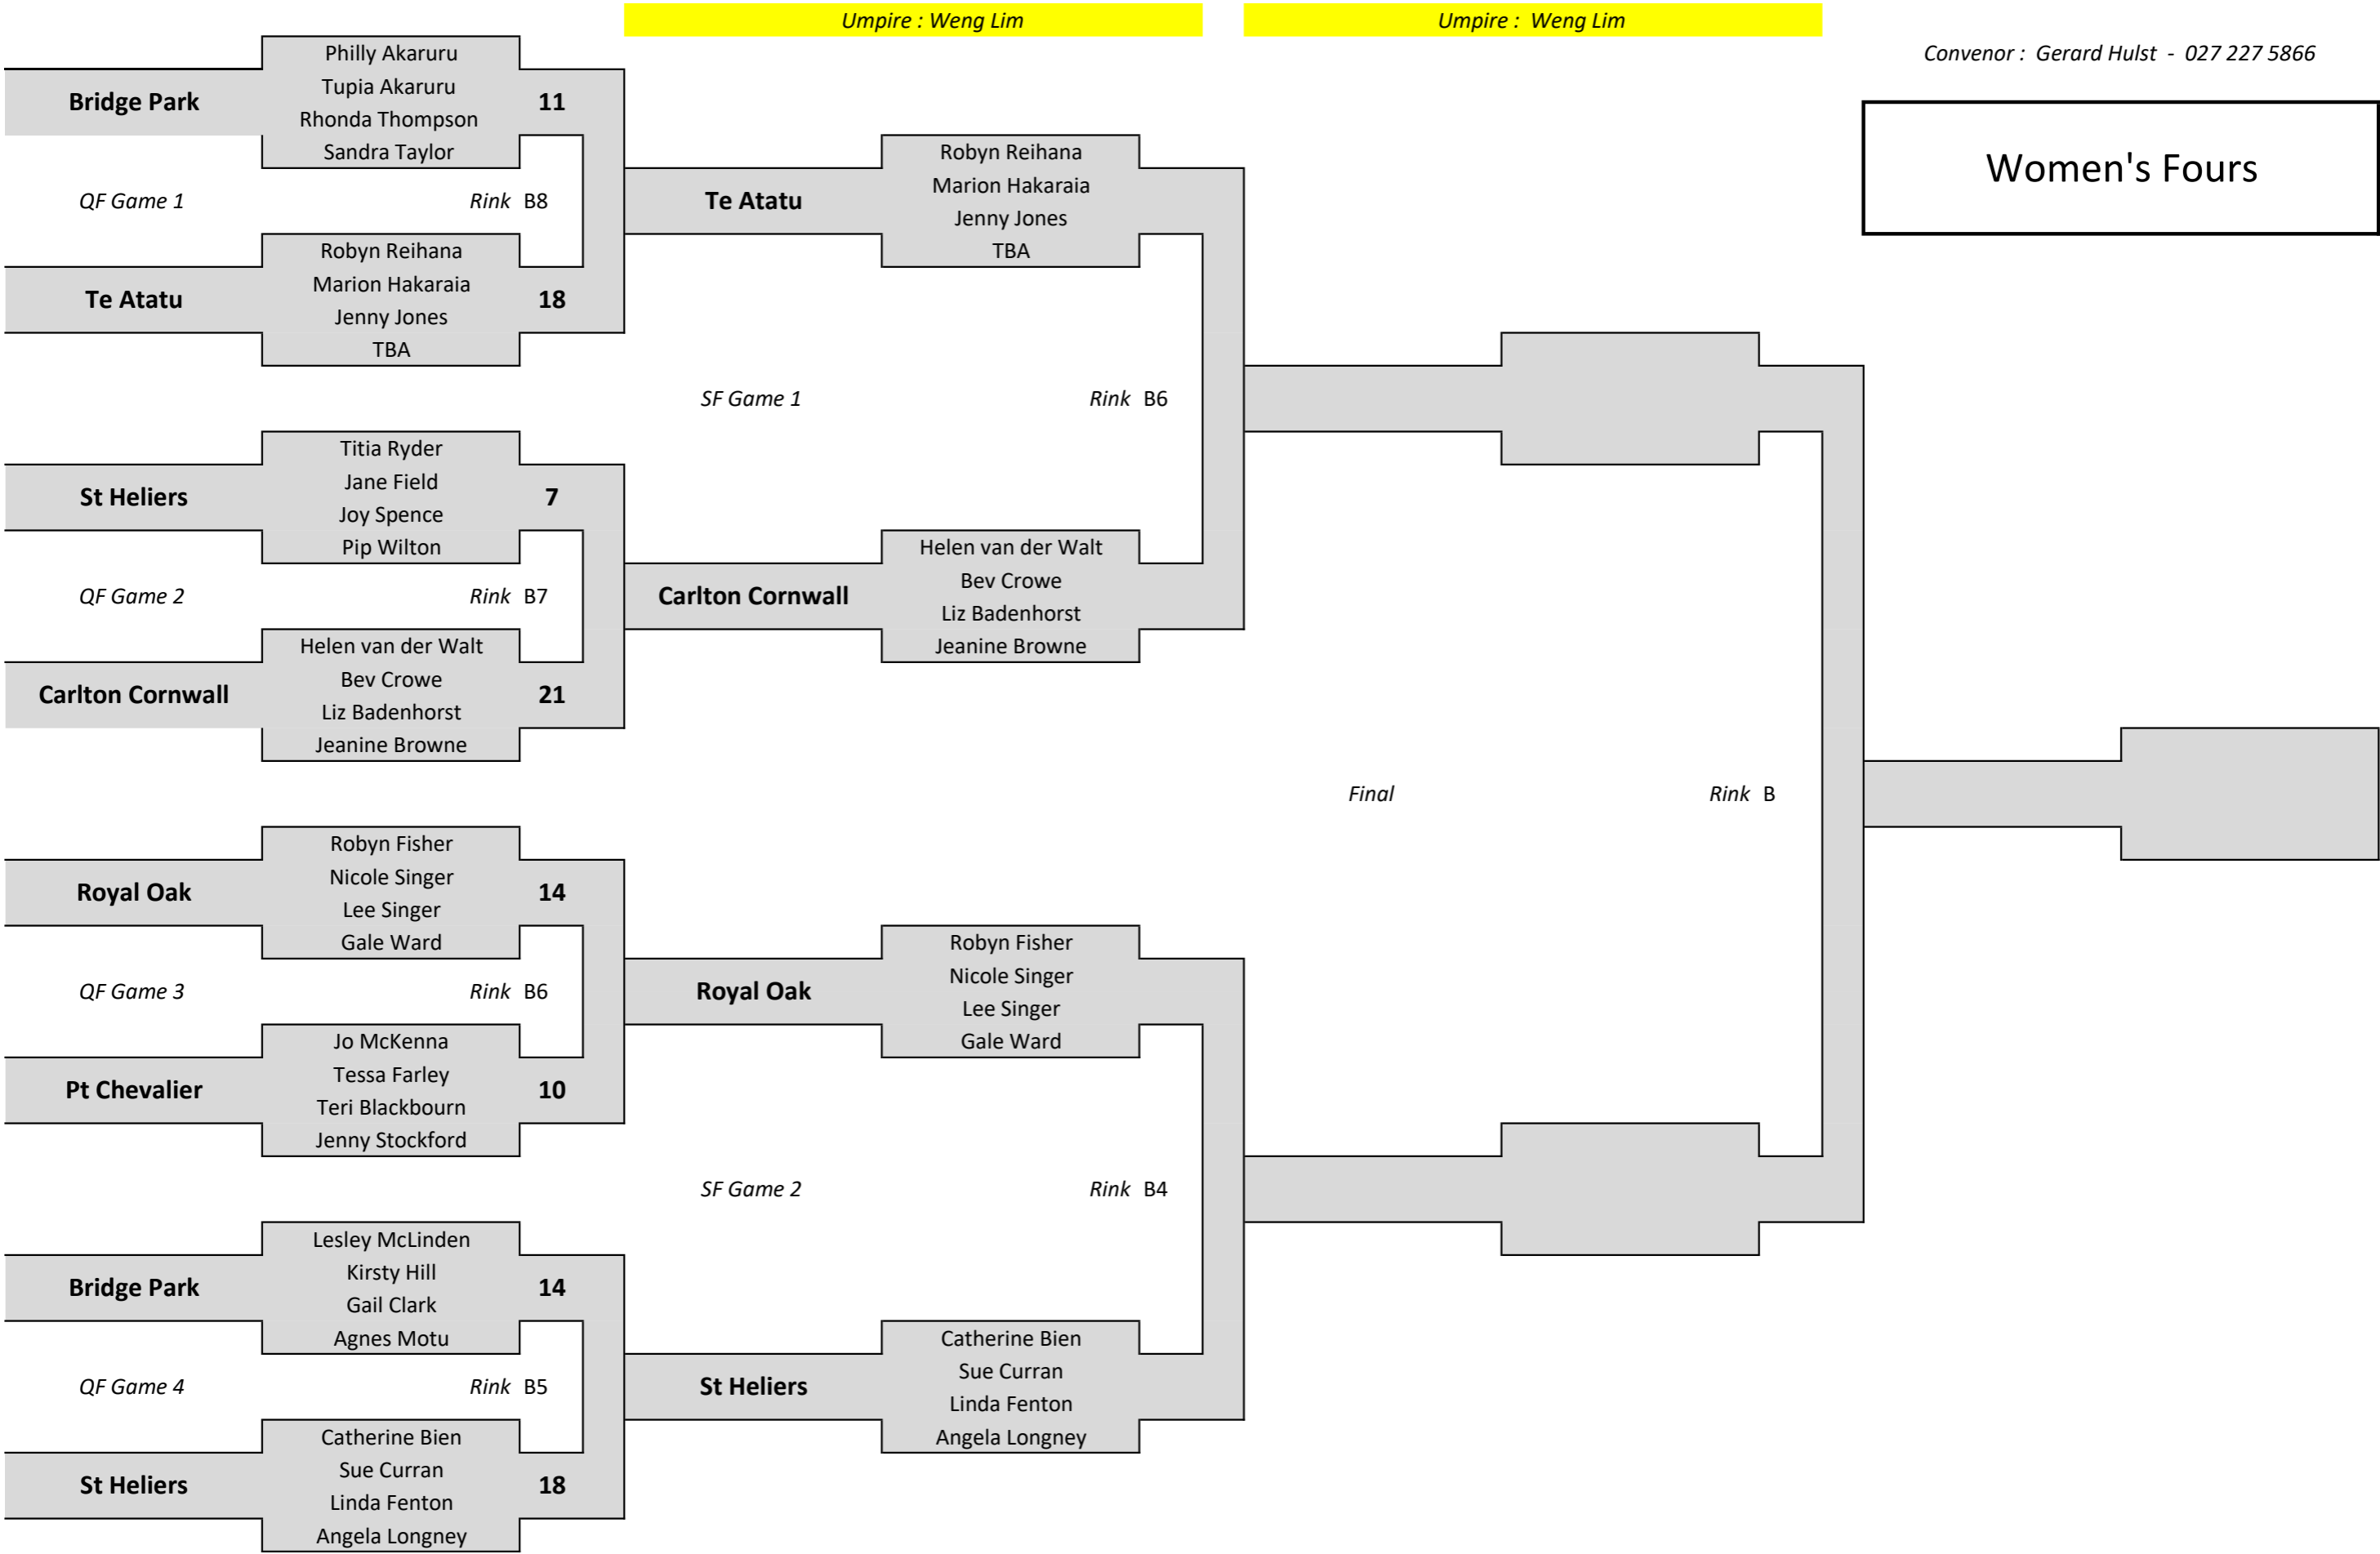 Umpire : Weng Lim
Umpire : Weng Lim
Convenor : Gerard Hulst - 027 227 5866
Women's Fours
Bridge Park
Philly Akaruru
Tupia Akaruru
Rhonda Thompson
Sandra Taylor
11
QF Game 1
Rink B8
Te Atatu
Robyn Reihana
Marion Hakaraia
Jenny Jones
TBA
18
St Heliers
Titia Ryder
Jane Field
Joy Spence
Pip Wilton
7
QF Game 2
Rink B7
Carlton Cornwall
Helen van der Walt
Bev Crowe
Liz Badenhorst
Jeanine Browne
21
Royal Oak
Robyn Fisher
Nicole Singer
Lee Singer
Gale Ward
14
QF Game 3
Rink B6
Pt Chevalier
Jo McKenna
Tessa Farley
Teri Blackbourn
Jenny Stockford
10
Bridge Park
Lesley McLinden
Kirsty Hill
Gail Clark
Agnes Motu
14
QF Game 4
Rink B5
St Heliers
Catherine Bien
Sue Curran
Linda Fenton
Angela Longney
18
Te Atatu
Robyn Reihana
Marion Hakaraia
Jenny Jones
TBA
SF Game 1
Rink B6
Carlton Cornwall
Helen van der Walt
Bev Crowe
Liz Badenhorst
Jeanine Browne
Royal Oak
Robyn Fisher
Nicole Singer
Lee Singer
Gale Ward
SF Game 2
Rink B4
St Heliers
Catherine Bien
Sue Curran
Linda Fenton
Angela Longney
Final
Rink B